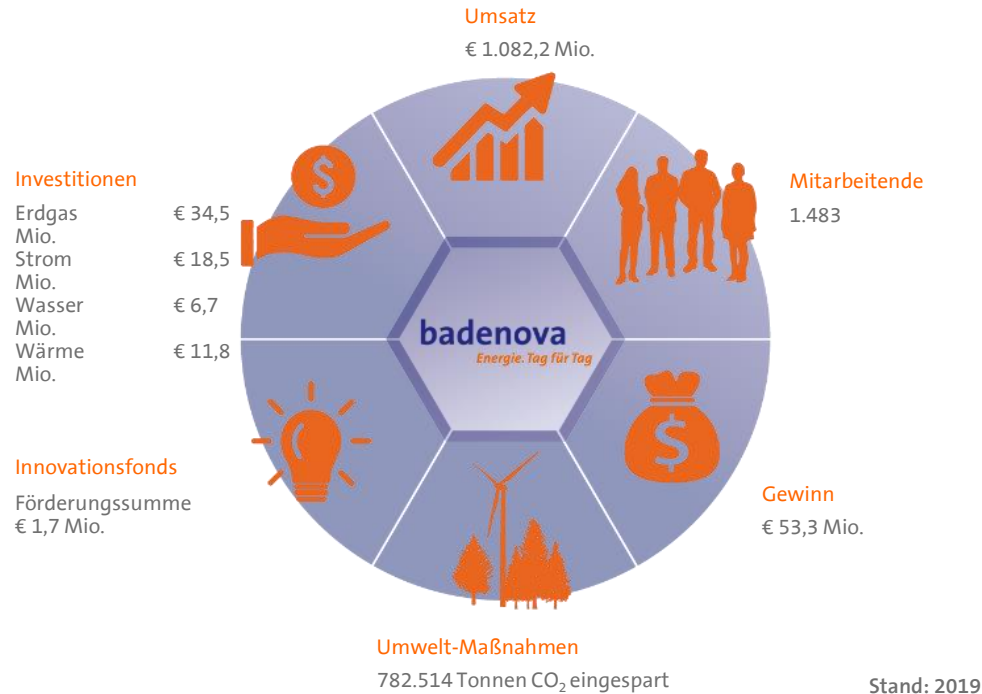 Umsatz
€ 1.082,2 Mio.
Investitionen
Erdgas € 34,5
Mio.
Strom € 18,5
Mio.
Wasser € 6,7
Mio.
Wärme € 11,8
Mio.
Mitarbeitende
1.483
badenova
Energie. Tag für Tag
Innovationsfonds
Förderungssumme
€ 1,7 Mio.
Gewinn
€ 53,3 Mio.
Umwelt-Maßnahmen
782.514 Tonnen CO₂ eingespart
Stand: 2019